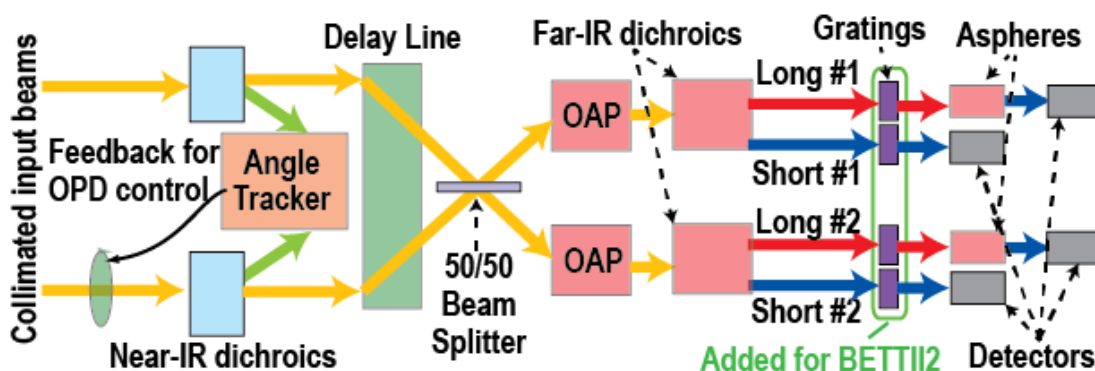 Collimated input beams
Delay Line
Far-IR dichroics
Gratings
Aspheres
Long #1
OAP
Feedback for
OPD control
Angle
Tracker
Short #1
Long #2
OAP
50/50
Beam
Splitter
Short #2
Near-IR dichroics
Added for BETTII2
Detectors